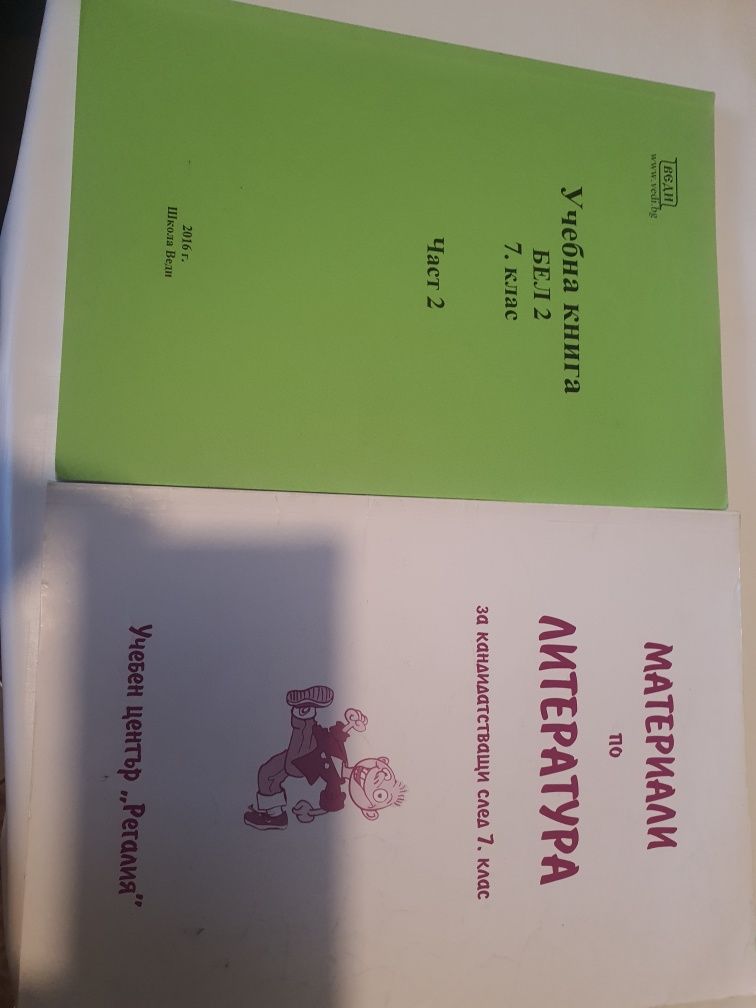 ВЕДИ
www.vedi.bg
Учебна книга
БЕЛ 2
7. клас
Част 2
2016 г.
Школа Веди
МАТЕРИАЛИ
ПО
ЛИТЕРАТУРА
за кандидатстващи след 7. клас
Учебен център „Регалия”